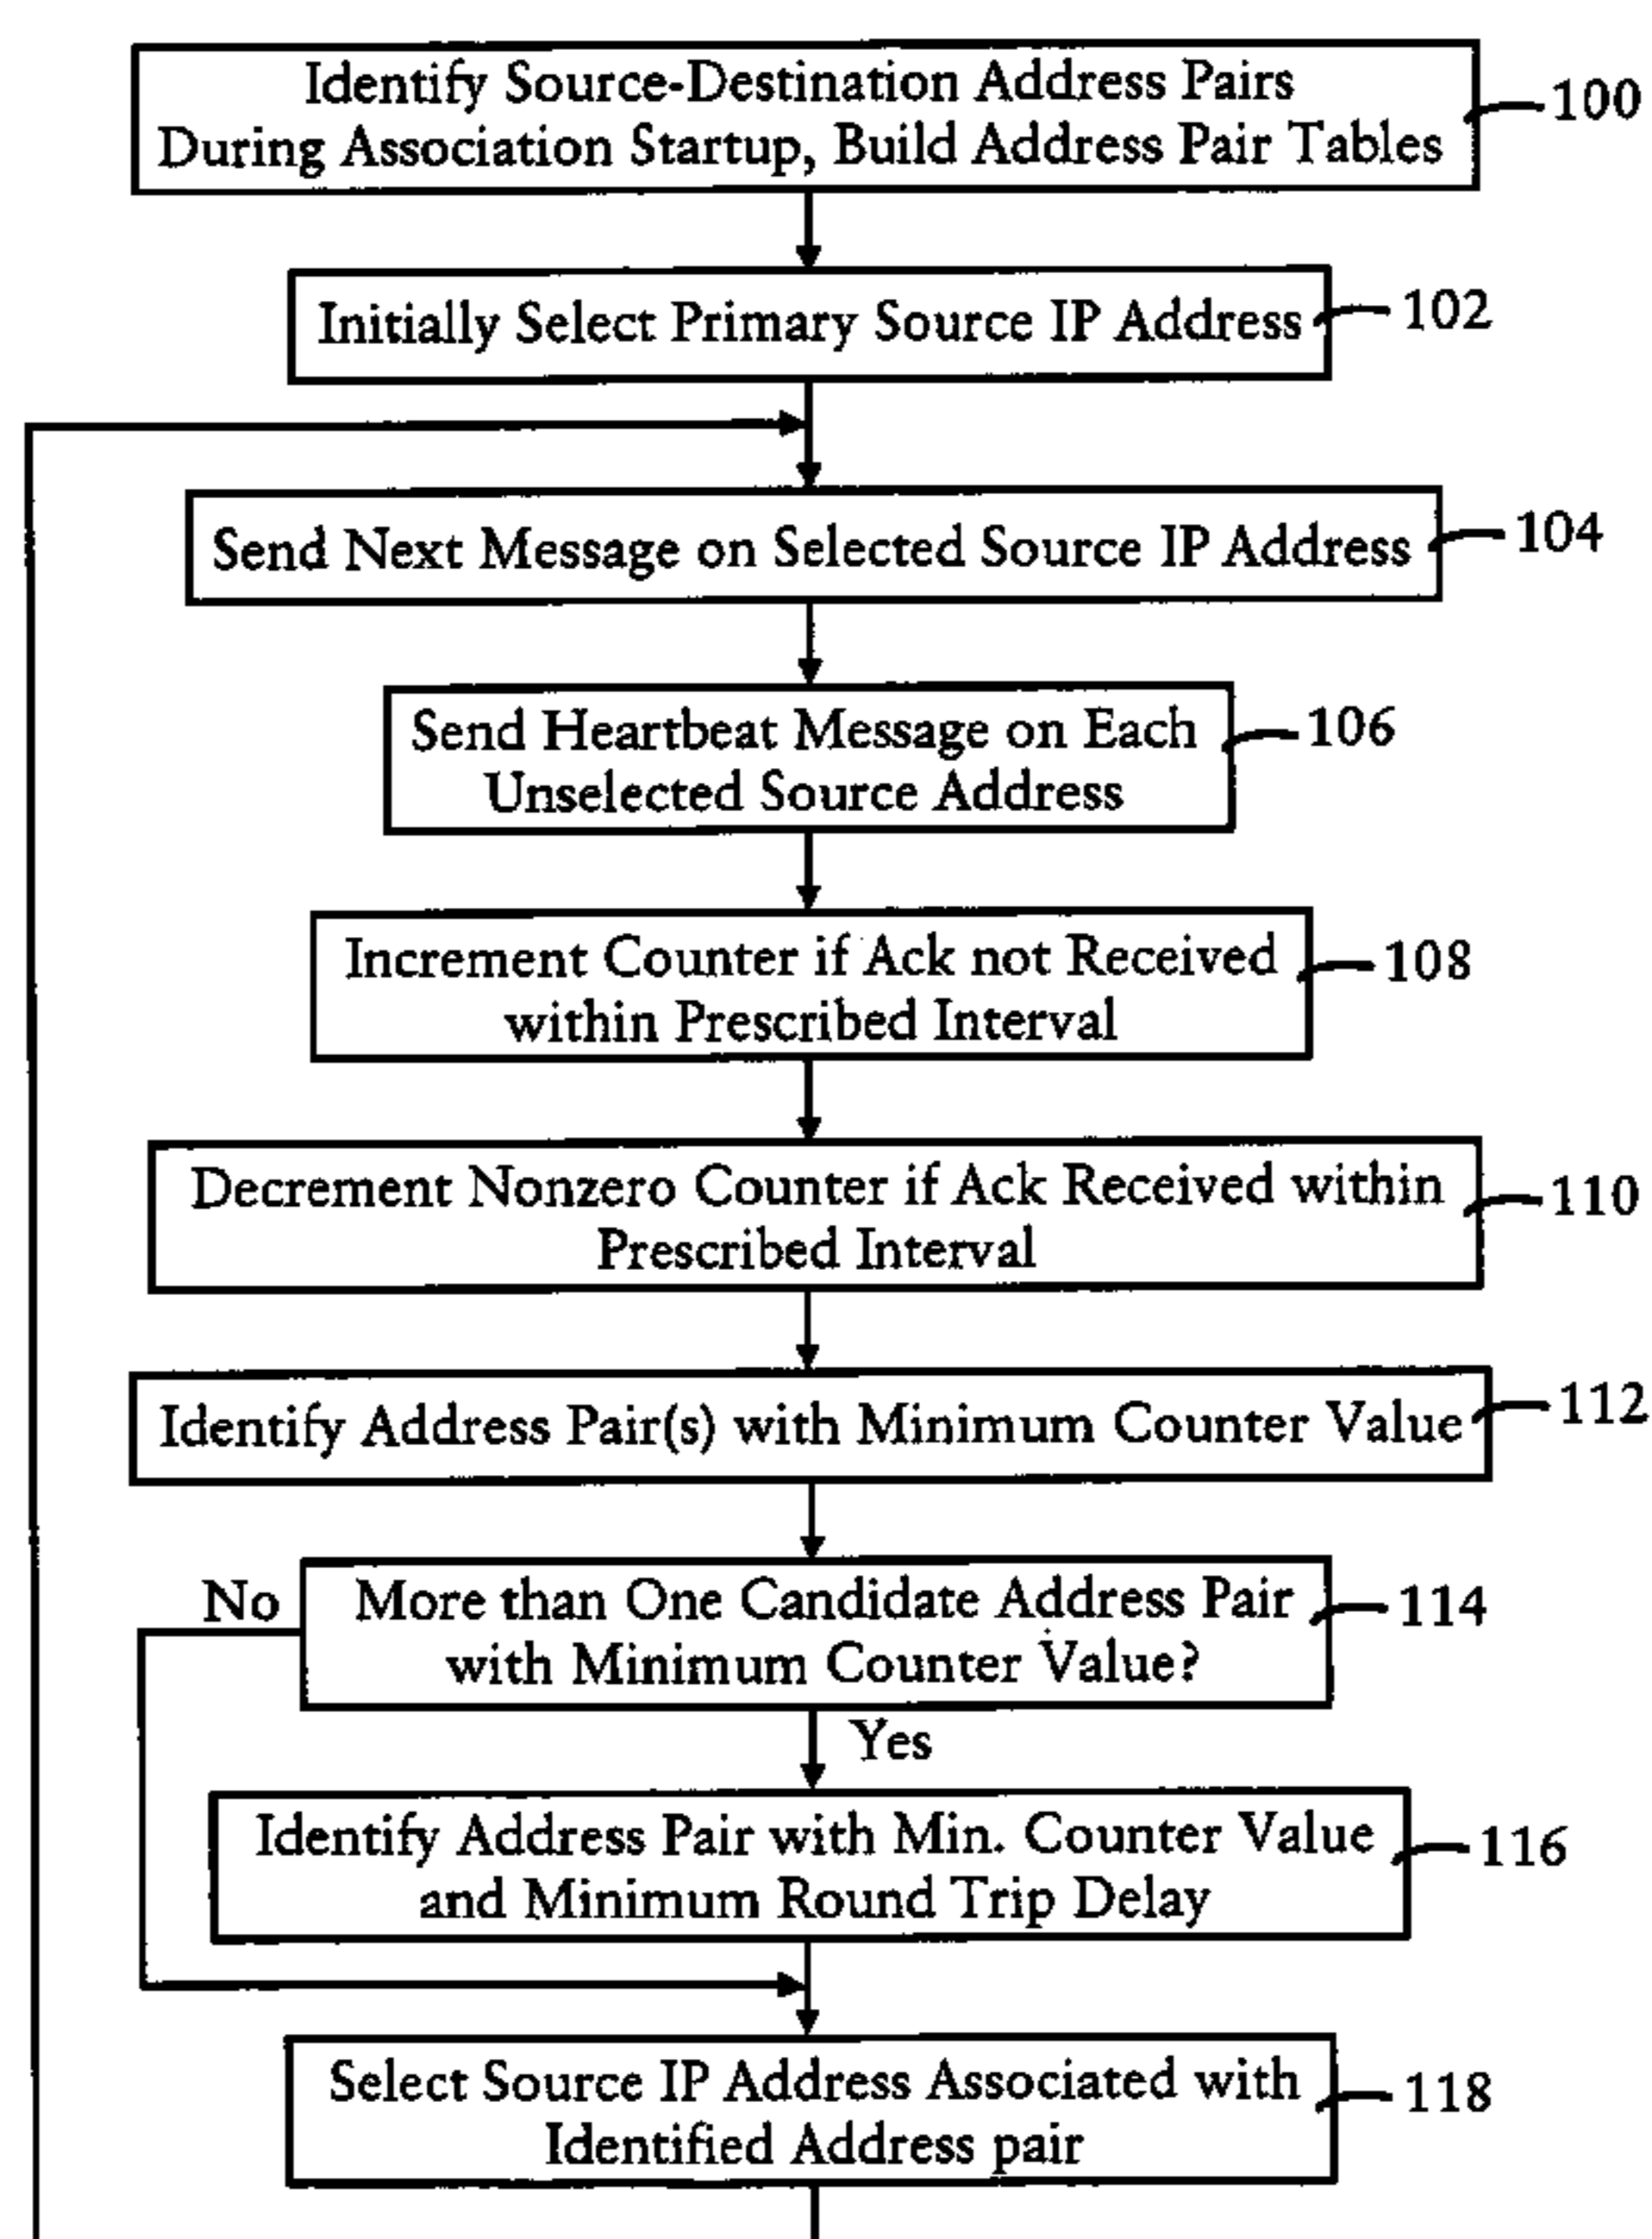 Identify Source-Destination Address Pairs
During Association Startup, Build Address Pair Tables
100
Initially Select Primary Source IP Address
102
Send Next Message on Selected Source IP Address
104
Send Heartbeat Message on Each
Unselected Source Address
106
Increment Counter if Ack not Received
within Prescribed Interval
108
Decrement Nonzero Counter if Ack Received within
Prescribed Interval
110
Identify Address Pair(s) with Minimum Counter Value
112
No
More than One Candidate Address Pair
with Minimum Counter Value?
114
Yes
Identify Address Pair with Min. Counter Value
and Minimum Round Trip Delay
116
Select Source IP Address Associated with
Identified Address pair
118